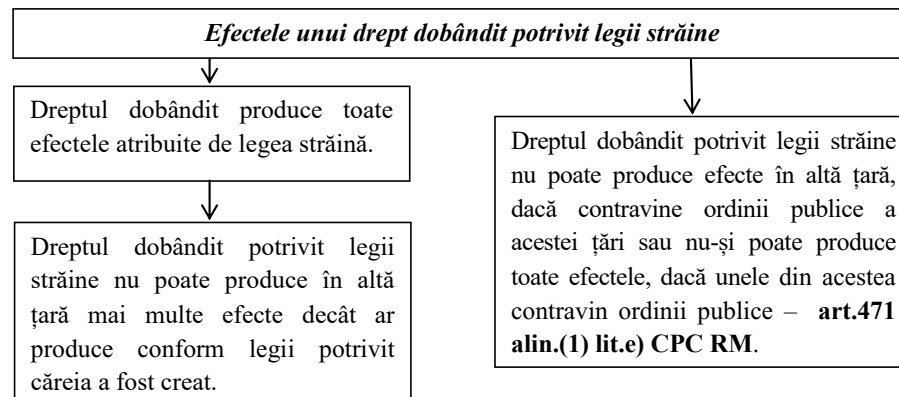 Efectele unui drept dobândit potrivit legii străine
Dreptul dobândit produce toate
efectele atribuite de legea străină.
Dreptul dobândit potrivit legii
străine nu poate produce în altă
țară mai multe efecte decât ar
produce conform legii potrivit
căreia a fost creat.
Dreptul dobândit potrivit legii străine
nu poate produce efecte în altă țară,
dacă contravine ordinii publice a
acestei țări sau nu-și poate produce
toate efectele, dacă unele din acestea
contravin ordinii publice – art.471
alin.(1) lit.e) CPC RM.